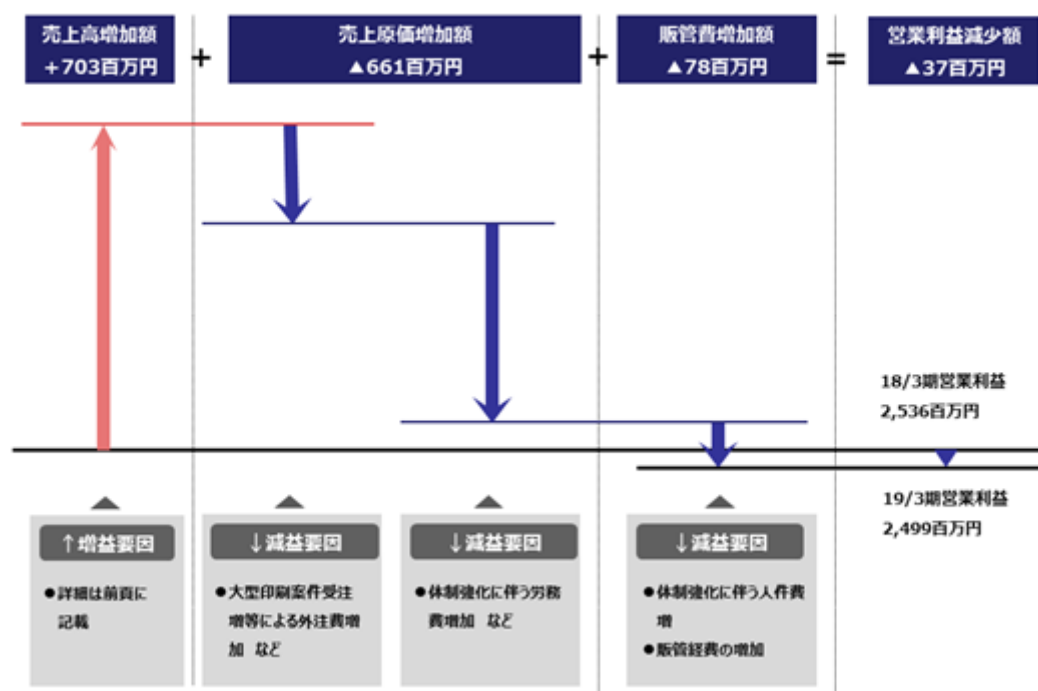 売上高増加額
+703百万円
+
売上原価増加額
▲661百万円
+
販管費増加額
▲78百万円
=
営業利益減少額
▲37百万円
18/3期営業利益
2,536百万円
19/3期営業利益
2,499百万円
↑増益要因
●詳細は前頁に
記載
↓減益要因
●大型印刷案件受注
増等による外注費増
加 など
↓減益要因
●体制強化に伴う労務
費増加 など
↓減益要因
●体制強化に伴う人件費
増
●販管経費の増加